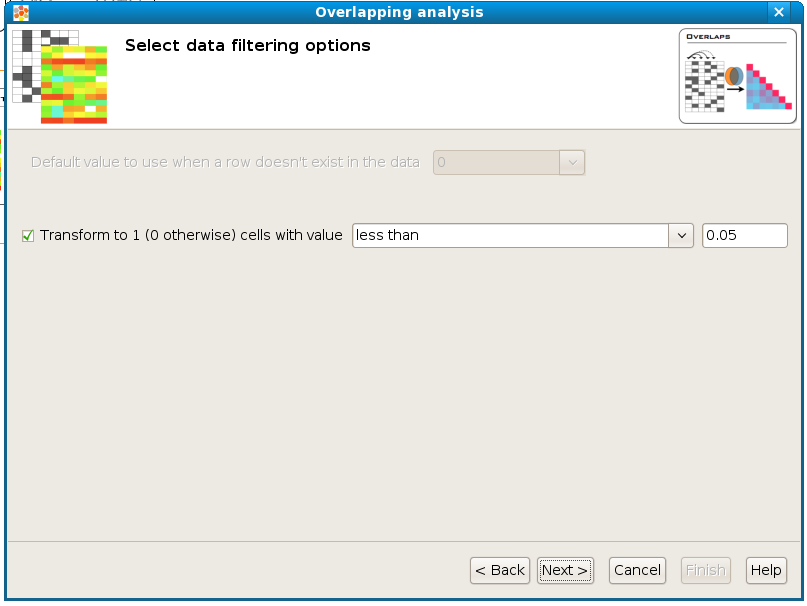 Overlapping analysis
Select data filtering options
OVERLAPS
Default value to use when a row doesn't exist in the data 0
Transform to 1 (0 otherwise) cells with value less than 0.05
< Back Next > Cancel Finish Help